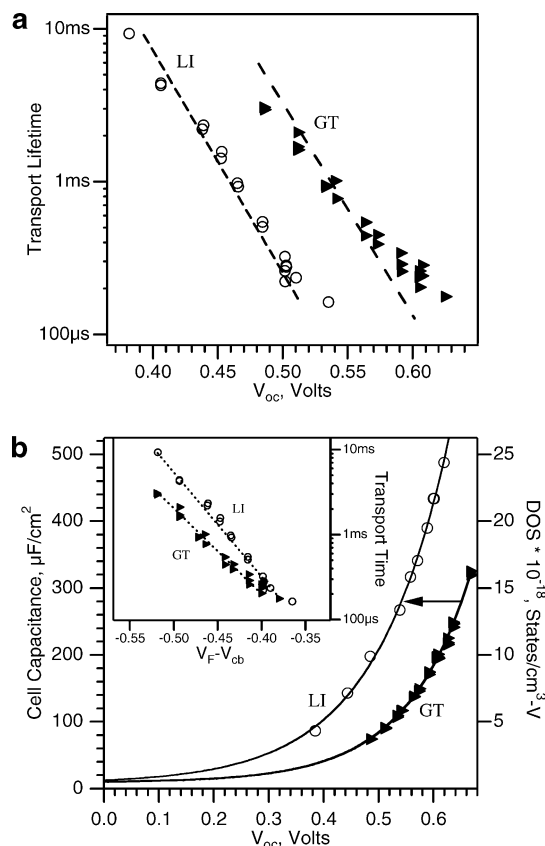 a
10ms
1ms
100µs
Transport Lifetime
LI
GT
0.40 0.45 0.50 0.55 0.60
Voc, Volts
b
500
400
300
200
100
0
Cell Capacitance, µF/cm²
25
20
15
10
5
DOS * 10⁻¹⁸, States/cm³-V
10ms
1ms
100µs
Transport Time
LI
GT
-0.55 -0.50 -0.45 -0.40 -0.35
VF-Vcb
LI
GT
0.0 0.1 0.2 0.3 0.4 0.5 0.6
Voc, Volts